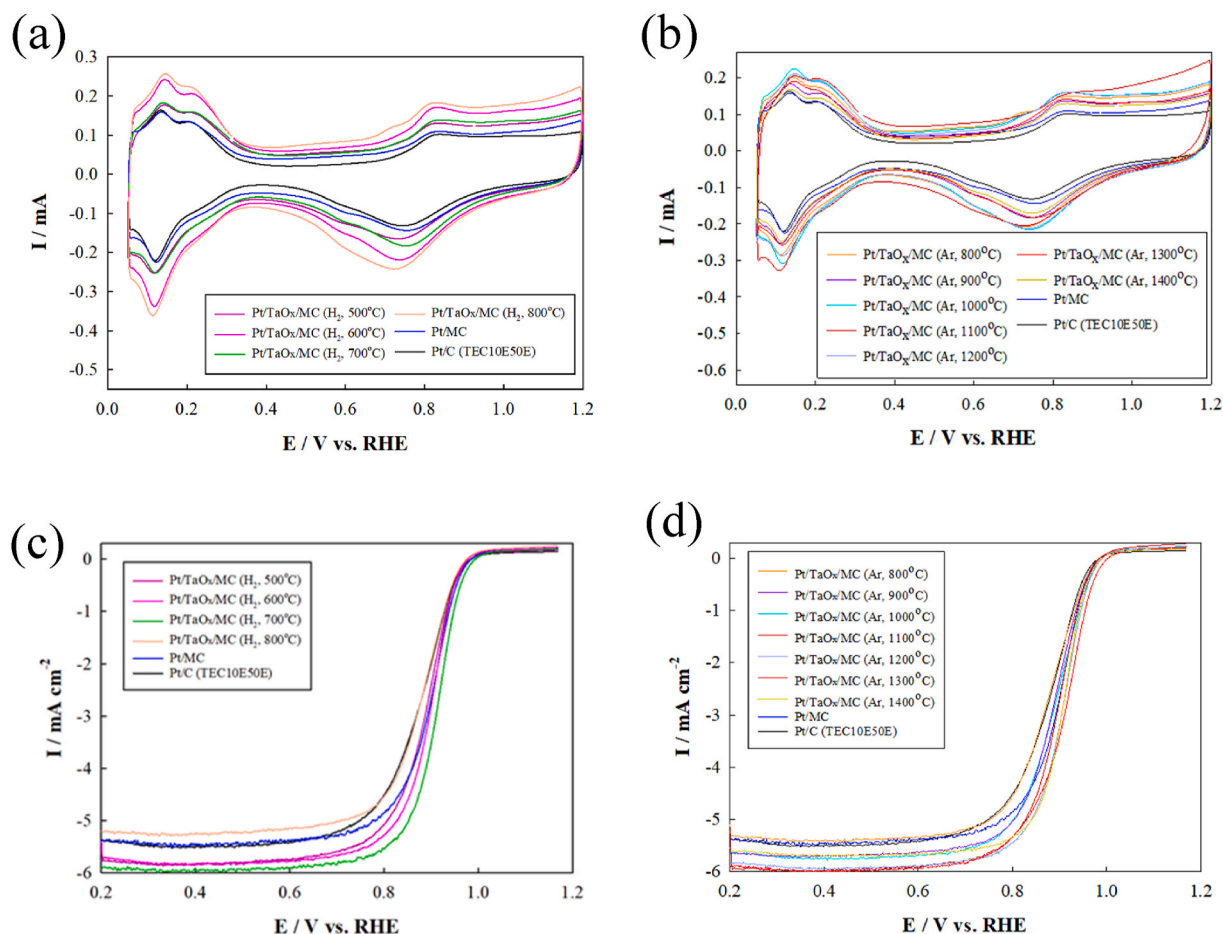 (a)
0.3
0.2
0.1
0.0
-0.1
-0.2
-0.3
-0.4
-0.5
I / mA
Pt/TaOx/MC (H2, 500°C)
Pt/TaOx/MC (H2, 600°C)
Pt/TaOx/MC (H2, 700°C)
Pt/TaOx/MC (H2, 800°C)
Pt/MC
Pt/C (TEC10E50E)
0.0 0.2 0.4 0.6 0.8 1.0 1.2
E / V vs. RHE
(b)
0.2
0.1
0.0
-0.1
-0.2
-0.3
-0.4
-0.6
I / mA
Pt/TaOX/MC (Ar, 800°C)
Pt/TaOX/MC (Ar, 900°C)
Pt/TaOX/MC (Ar, 1000°C)
Pt/TaOX/MC (Ar, 1100°C)
Pt/TaOX/MC (Ar, 1200°C)
Pt/TaOX/MC (Ar, 1300°C)
Pt/TaOX/MC (Ar, 1400°C)
Pt/MC
Pt/C (TEC10E50E)
0.0 0.2 0.4 0.6 0.8 1.0 1.2
E / V vs. RHE
(c)
0
-1
-2
-3
-4
-5
-6
I / mA cm-2
Pt/TaOx/MC (H2, 500°C)
Pt/TaOx/MC (H2, 600°C)
Pt/TaOx/MC (H2, 700°C)
Pt/TaOx/MC (H2, 800°C)
Pt/MC
Pt/C (TEC10E50E)
0.2 0.4 0.6 0.8 1.0 1.2
E / V vs. RHE
(d)
0
-1
-2
-3
-4
-5
-6
I / mA cm-2
Pt/TaOx/MC (Ar, 800°C)
Pt/TaOx/MC (Ar, 900°C)
Pt/TaOx/MC (Ar, 1000°C)
Pt/TaOx/MC (Ar, 1100°C)
Pt/TaOx/MC (Ar, 1200°C)
Pt/TaOx/MC (Ar, 1300°C)
Pt/TaOx/MC (Ar, 1400°C)
Pt/MC
Pt/C (TEC10E50E)
0.2 0.4 0.6 0.8 1.0 1.2
E / V vs. RHE